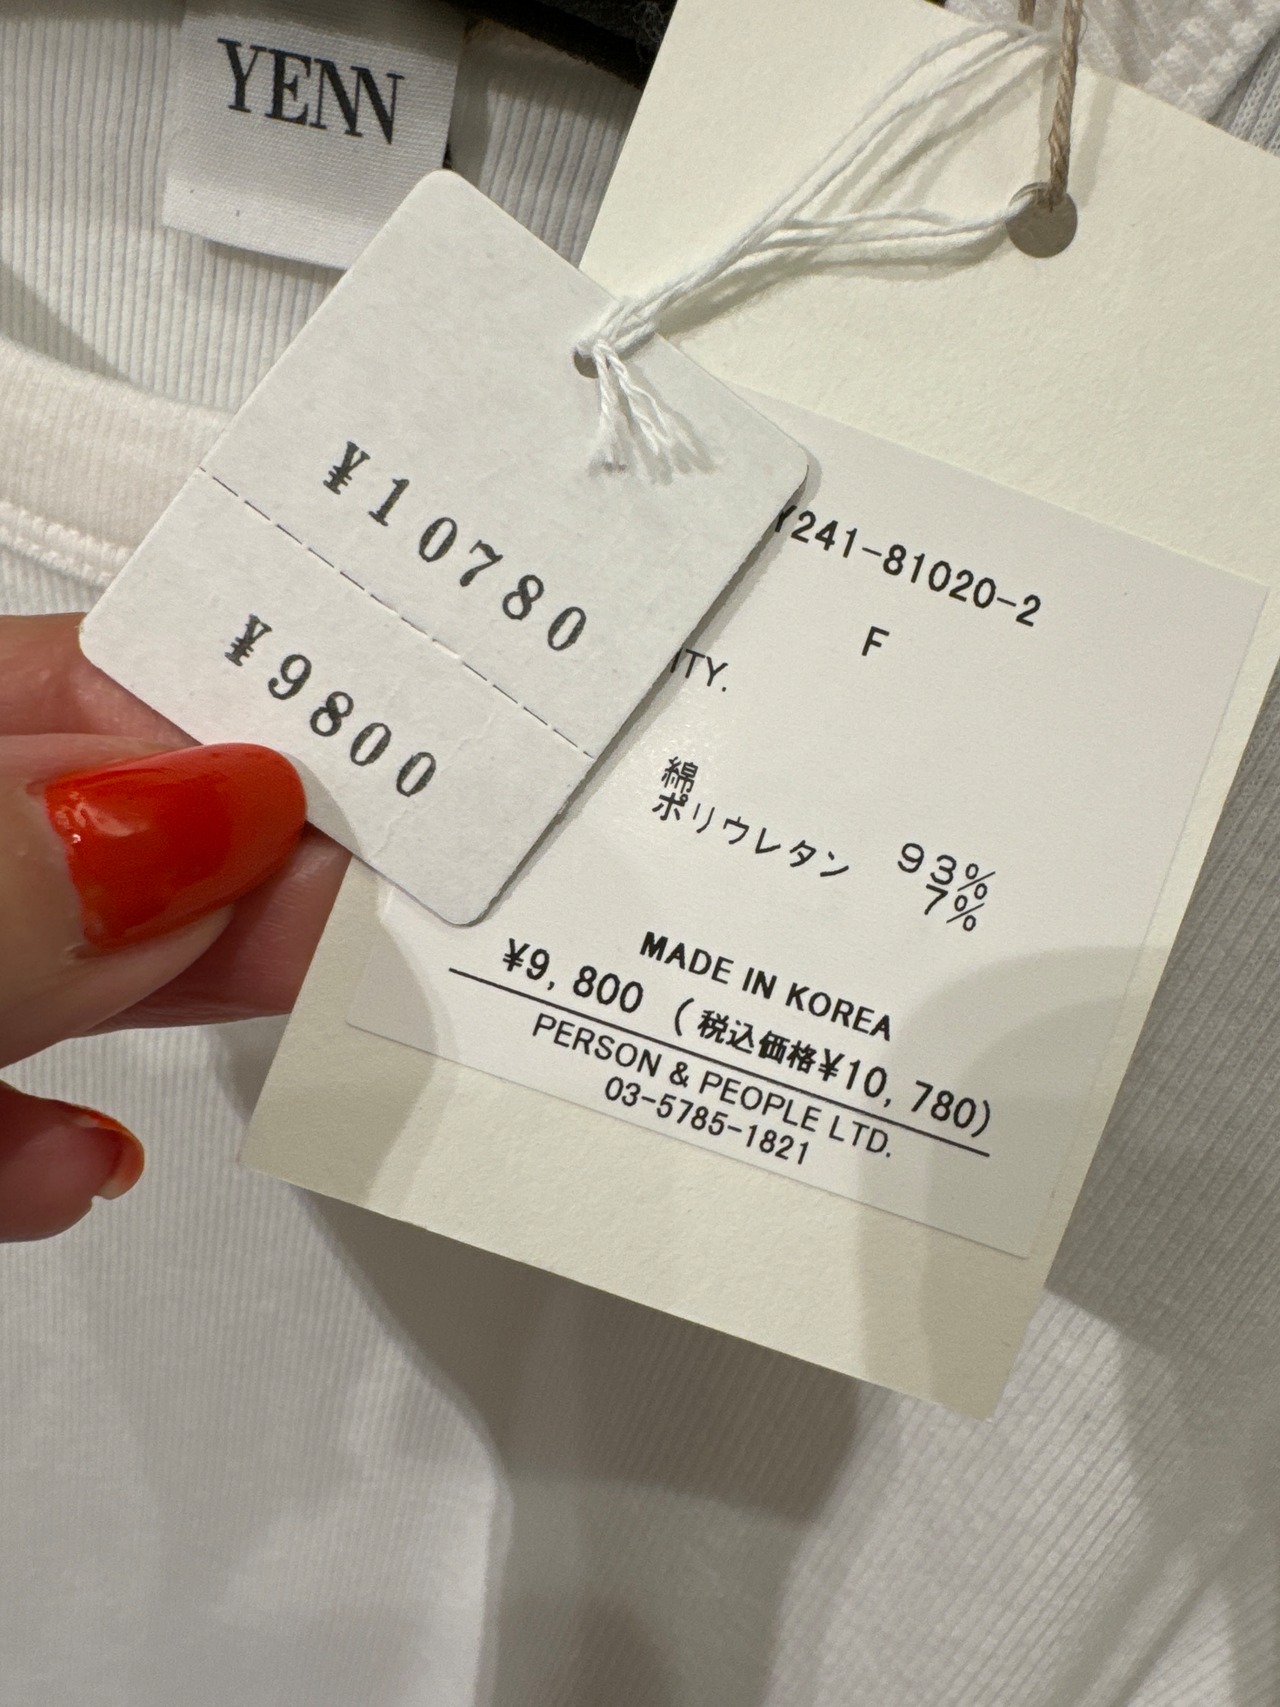 YENN
¥10780
¥9800
Y241-81020-2
F
ITY.
綿 93%
ポリウレタン 7%
MADE IN KOREA
¥9,800 (税込価格¥10,780)
PERSON & PEOPLE LTD.
03-5785-1821